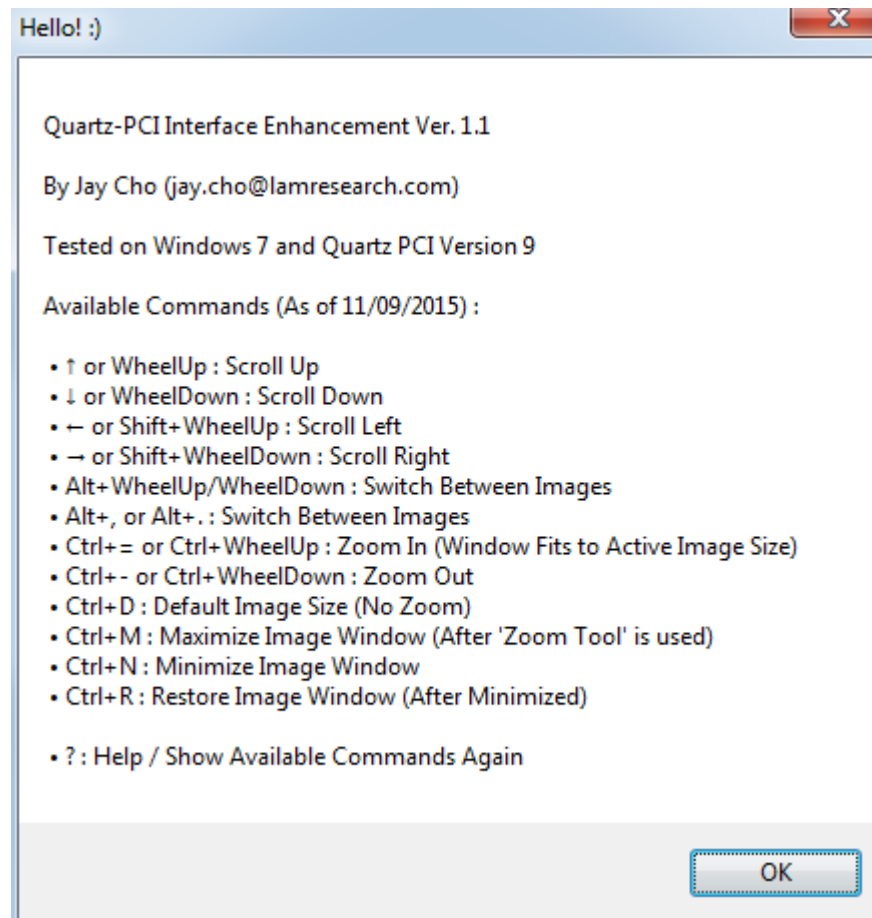 Hello! :)
Quartz-PCI Interface Enhancement Ver. 1.1
By Jay Cho (jay.cho@lamresearch.com)
Tested on Windows 7 and Quartz PCI Version 9
Available Commands (As of 11/09/2015) :
• ↑ or WheelUp : Scroll Up
• ↓ or WheelDown : Scroll Down
• ← or Shift+WheelUp : Scroll Left
• → or Shift+WheelDown : Scroll Right
• Alt+WheelUp/WheelDown : Switch Between Images
• Alt+, or Alt+. : Switch Between Images
• Ctrl+= or Ctrl+WheelUp : Zoom In (Window Fits to Active Image Size)
• Ctrl+- or Ctrl+WheelDown : Zoom Out
• Ctrl+D : Default Image Size (No Zoom)
• Ctrl+M : Maximize Image Window (After 'Zoom Tool' is used)
• Ctrl+N : Minimize Image Window
• Ctrl+R : Restore Image Window (After Minimized)
• ? : Help / Show Available Commands Again
OK